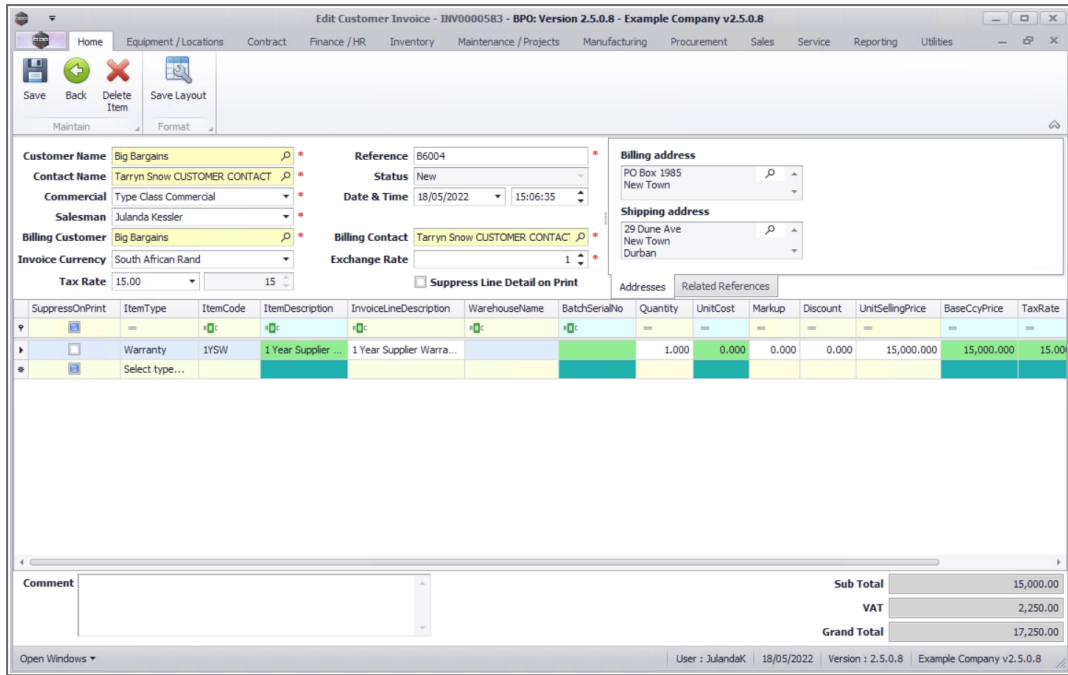 Edit Customer Invoice - INV0000583 - BPO: Version 2.5.0.8 - Example Company v2.5.0.8
Home Equipment / Locations Contract Finance / HR Inventory Maintenance / Projects Manufacturing Procurement Sales Service Reporting Utilities
Save Back Delete Item Save Layout
Maintain Format
Customer Name Big Bargains * Reference B6004 *
Contact Name Tarryn Snow CUSTOMER CONTACT * Status New
Commercial Type Class Commercial * Date & Time 18/05/2022 15:06:35
Salesman Julanda Kessler *
Billing Customer Big Bargains * Billing Contact Tarryn Snow CUSTOMER CONTAC *
Invoice Currency South African Rand Exchange Rate 1 *
Tax Rate 15.00 15 Suppress Line Detail on Print
Billing address
PO Box 1985
New Town
Shipping address
29 Dune Ave
New Town
Durban
Addresses Related References
SuppressOnPrint ItemType ItemCode ItemDescription InvoiceLineDescription WarehouseName BatchSerialNo Quantity UnitCost Markup Discount UnitSellingPrice BaseCcyPrice TaxRate
Warranty 1YSW 1 Year Supplier ... 1 Year Supplier Warra... 1.000 0.000 0.000 0.000 15,000.000 15,000.000 15.00
Select type...
Comment
Sub Total 15,000.00
VAT 2,250.00
Grand Total 17,250.00
Open Windows User : JulandaK 18/05/2022 Version : 2.5.0.8 Example Company v2.5.0.8